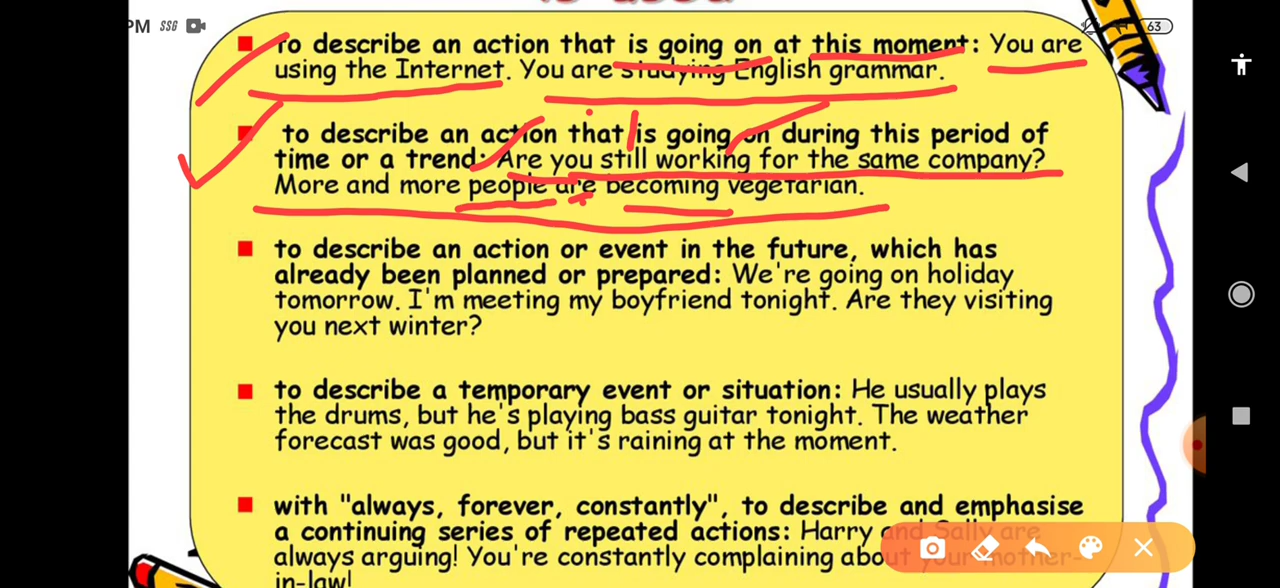 is used
PM SSG 63
to describe an action that is going on at this moment: You are
using the Internet. You are studying English grammar.
to describe an action that is going on during this period of
time or a trend: Are you still working for the same company?
More and more people are becoming vegetarian.
to describe an action or event in the future, which has
already been planned or prepared: We're going on holiday
tomorrow. I'm meeting my boyfriend tonight. Are they visiting
you next winter?
to describe a temporary event or situation: He usually plays
the drums, but he's playing bass guitar tonight. The weather
forecast was good, but it's raining at the moment.
with "always, forever, constantly", to describe and emphasise
a continuing series of repeated actions: Harry and Sally are
always arguing! You're constantly complaining about your mother-
in-law!